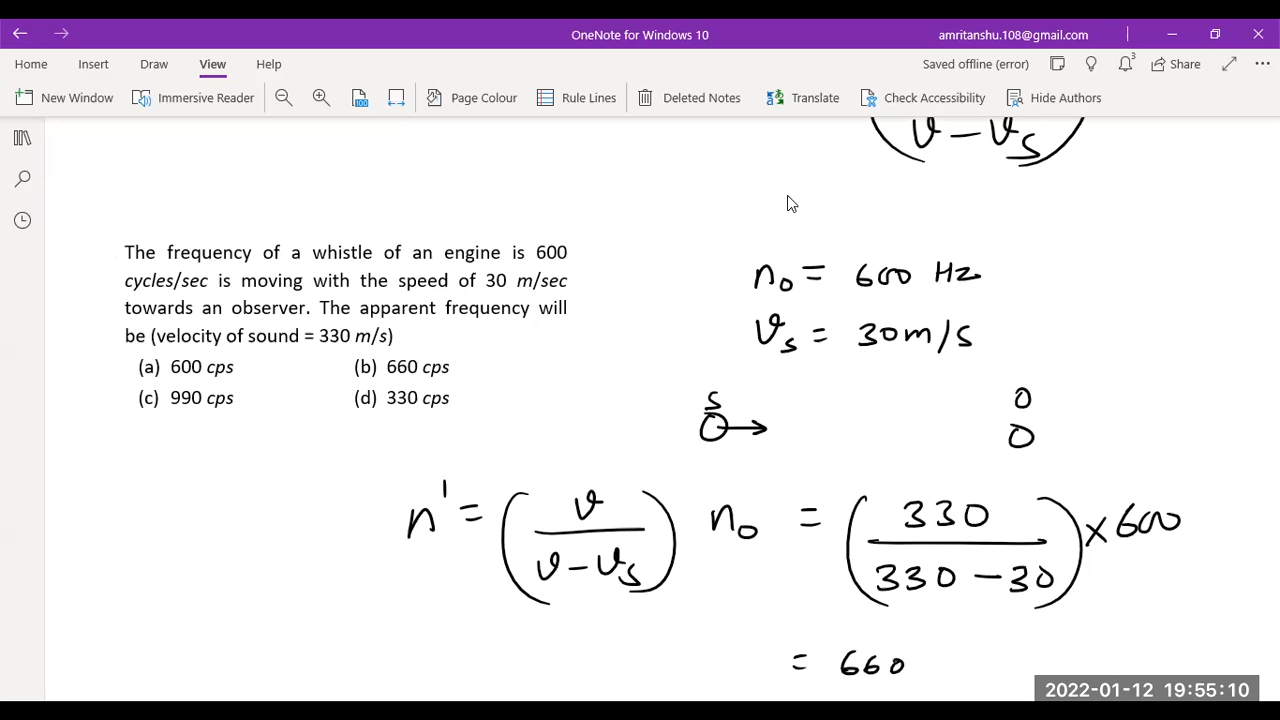 OneNote for Windows 10
amritanshu.108@gmail.com
Home Insert Draw View Help
Saved offline (error) 3 Share
New Window Immersive Reader 100 Page Colour Rule Lines Deleted Notes Translate Check Accessibility Hide Authors
v - vs
The frequency of a whistle of an engine is 600
cycles/sec is moving with the speed of 30 m/sec
towards an observer. The apparent frequency will
be (velocity of sound = 330 m/s)
(a) 600 cps (b) 660 cps
(c) 990 cps (d) 330 cps
n0 = 600 Hz
vs = 30m/s
S O
n' = (v / v - vs) n0 = (330 / 330 - 30) × 600
= 660
2022-01-12 19:55:10